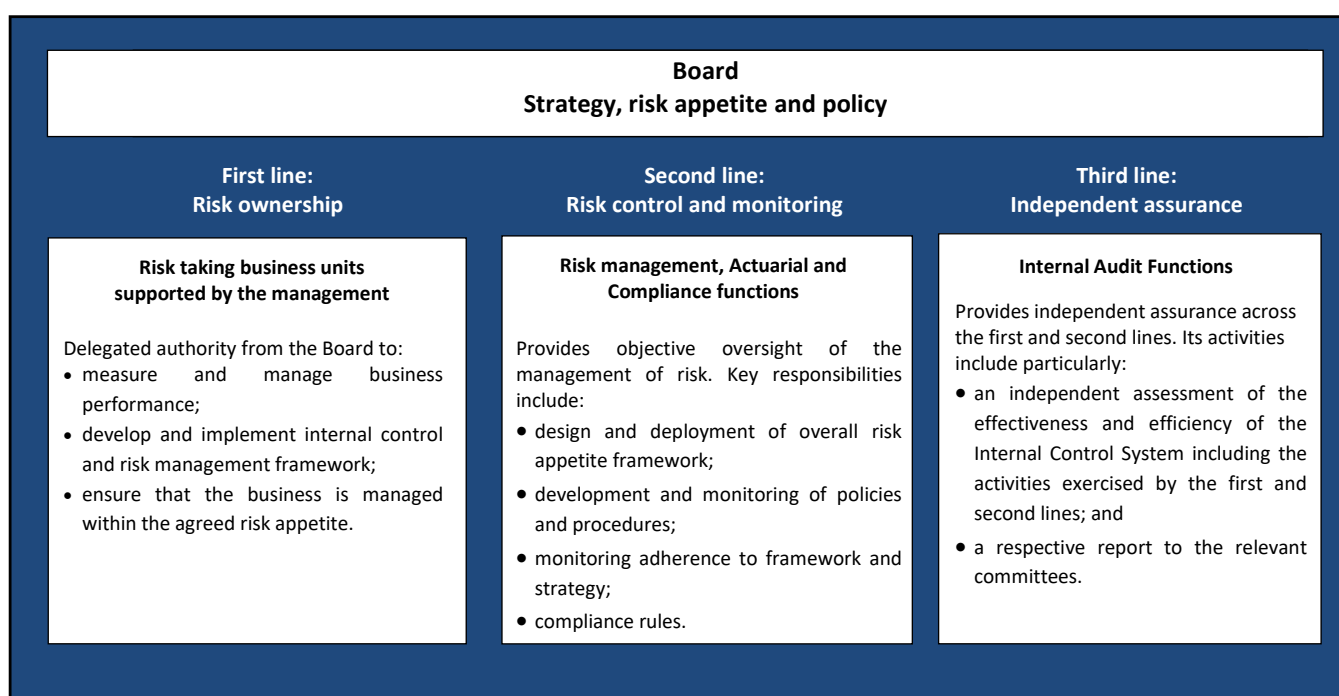 Board
Strategy, risk appetite and policy
First line:
Risk ownership
Risk taking business units
supported by the management
Delegated authority from the Board to:
• measure and manage business
performance;
• develop and implement internal control
and risk management framework;
• ensure that the business is managed
within the agreed risk appetite.
Second line:
Risk control and monitoring
Risk management, Actuarial and
Compliance functions
Provides objective oversight of the
management of risk. Key responsibilities
include:
• design and deployment of overall risk
appetite framework;
• development and monitoring of policies
and procedures;
• monitoring adherence to framework and
strategy;
• compliance rules.
Third line:
Independent assurance
Internal Audit Functions
Provides independent assurance across
the first and second lines. Its activities
include particularly:
• an independent assessment of the
effectiveness and efficiency of the
Internal Control System including the
activities exercised by the first and
second lines; and
• a respective report to the relevant
committees.